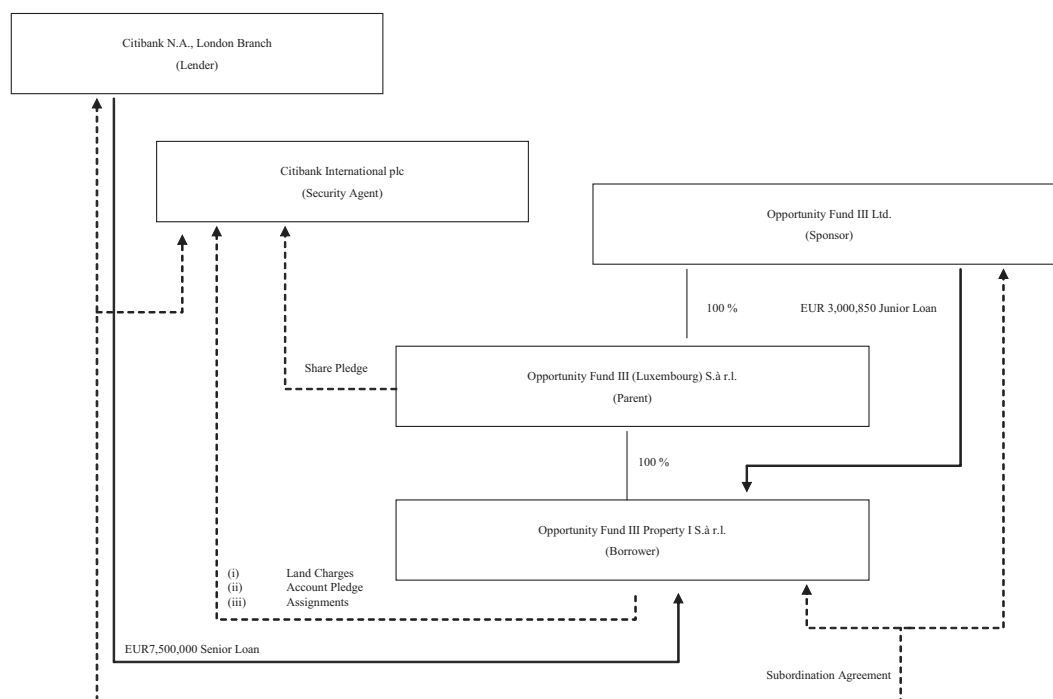 Citibank N.A., London Branch
(Lender)
Citibank International plc
(Security Agent)
Opportunity Fund III Ltd.
(Sponsor)
100 %
EUR 3,000,850 Junior Loan
Share Pledge
Opportunity Fund III (Luxembourg) S.à r.l.
(Parent)
100 %
Opportunity Fund III Property I S.à r.l.
(Borrower)
(i) Land Charges
(ii) Account Pledge
(iii) Assignments
EUR7,500,000 Senior Loan
Subordination Agreement